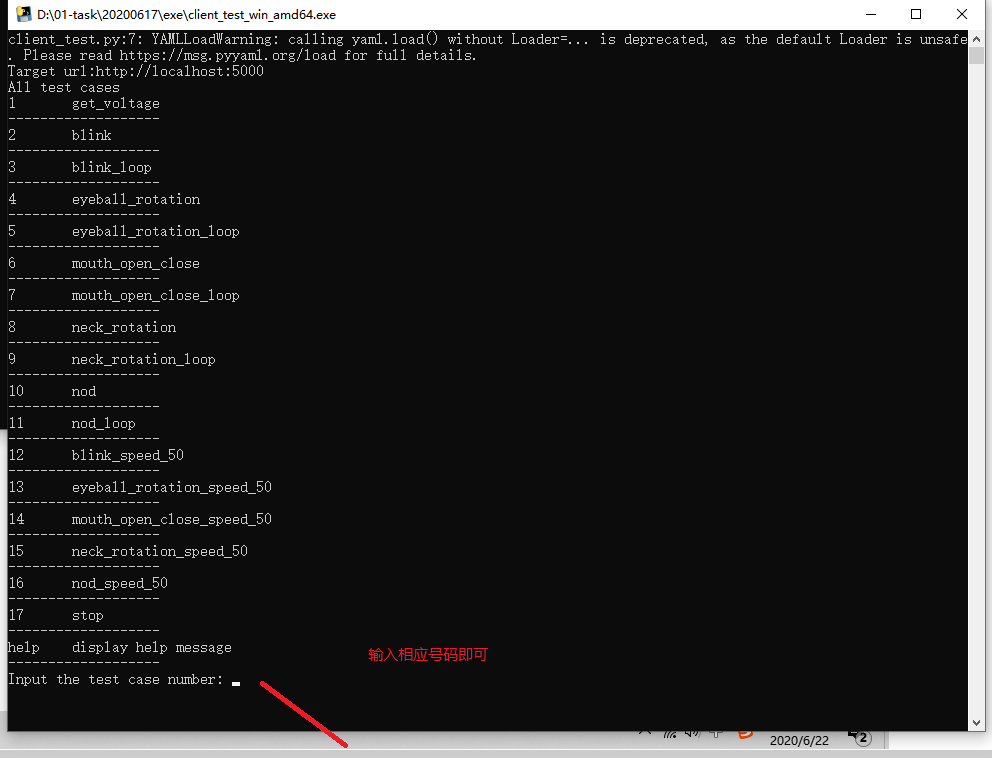 D:\01-task\20200617\exe\client_test_win_amd64.exe
client_test.py:7: YAMLLoadWarning: calling yaml.load() without Loader=... is deprecated, as the default Loader is unsafe
. Please read https://msg.pyyaml.org/load for full details.
Target url:http://localhost:5000
All test cases
1 get_voltage
-------------------
2 blink
-------------------
3 blink_loop
-------------------
4 eyeball_rotation
-------------------
5 eyeball_rotation_loop
-------------------
6 mouth_open_close
-------------------
7 mouth_open_close_loop
-------------------
8 neck_rotation
-------------------
9 neck_rotation_loop
-------------------
10 nod
-------------------
11 nod_loop
-------------------
12 blink_speed_50
-------------------
13 eyeball_rotation_speed_50
-------------------
14 mouth_open_close_speed_50
-------------------
15 neck_rotation_speed_50
-------------------
16 nod_speed_50
-------------------
17 stop
-------------------
help display help message
输入相应号码即可
-------------------
Input the test case number:
2020/6/22
2